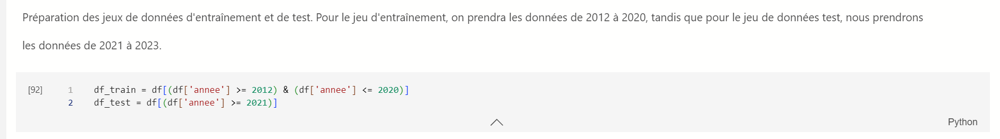 Préparation des jeux de données d'entraînement et de test. Pour le jeu d'entraînement, on prendra les données de 2012 à 2020, tandis que pour le jeu de données test, nous prendrons
les données de 2021 à 2023.
[92] 1 df_train = df[(df['annee'] >= 2012) & (df['annee'] <= 2020)]
2 df_test = df[(df['annee'] >= 2021)]
Python